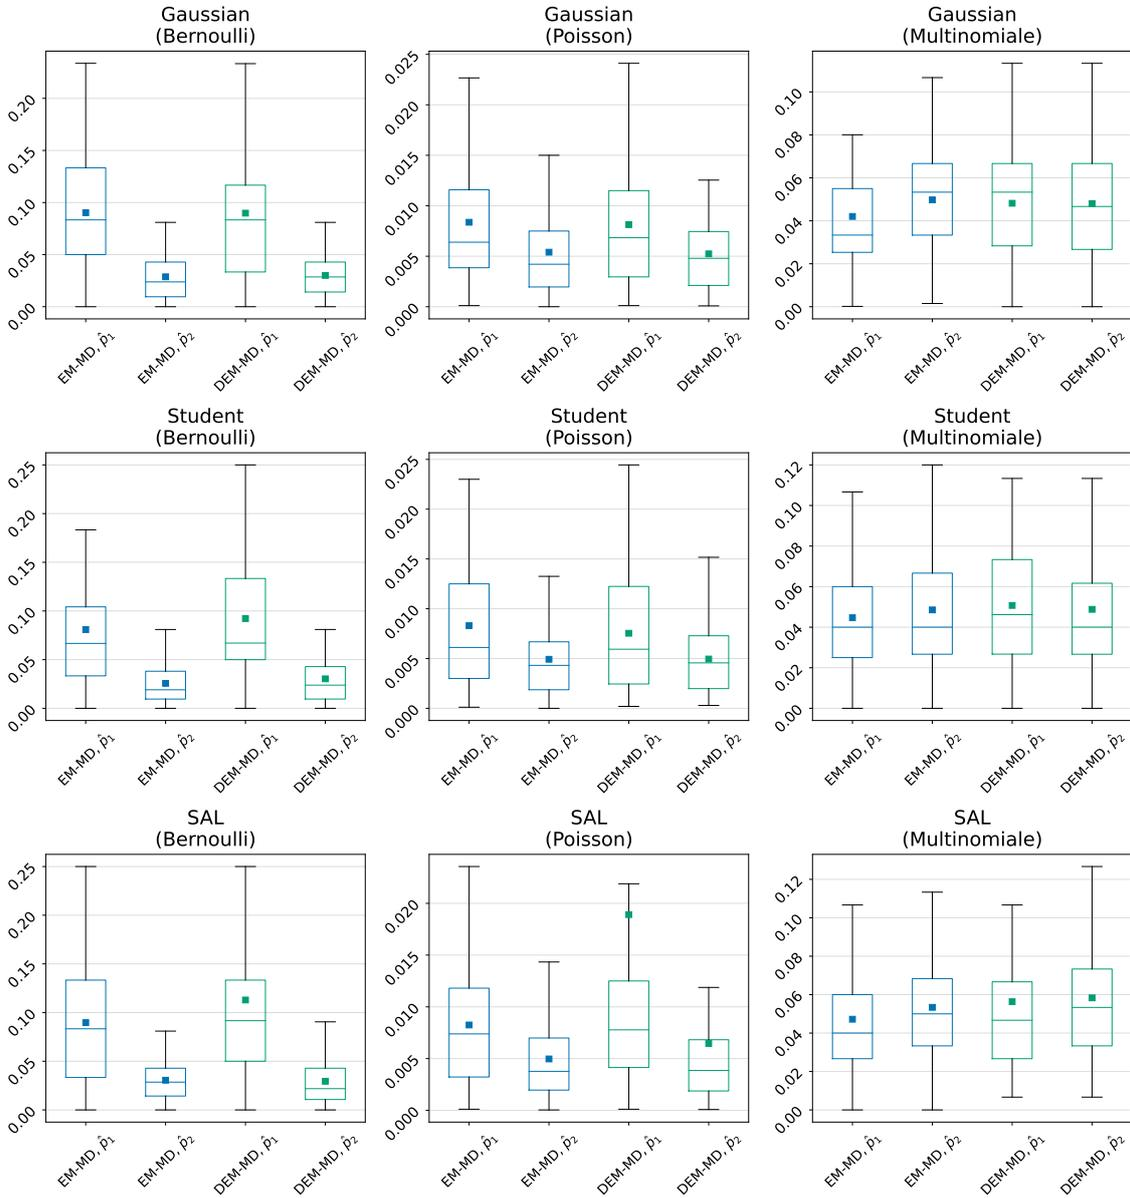 Gaussian
(Bernoulli)
0.20
0.15
0.10
0.05
0.00
EM-MD, p̂₁
EM-MD, p̂₂
DEM-MD, p̂₁
DEM-MD, p̂₂
Gaussian
(Poisson)
0.025
0.020
0.015
0.010
0.005
0.000
EM-MD, p̂₁
EM-MD, p̂₂
DEM-MD, p̂₁
DEM-MD, p̂₂
Gaussian
(Multinomiale)
0.10
0.08
0.06
0.04
0.02
0.00
EM-MD, p̂₁
EM-MD, p̂₂
DEM-MD, p̂₁
DEM-MD, p̂₂
Student
(Bernoulli)
0.25
0.20
0.15
0.10
0.05
0.00
EM-MD, p̂₁
EM-MD, p̂₂
DEM-MD, p̂₁
DEM-MD, p̂₂
Student
(Poisson)
0.025
0.020
0.015
0.010
0.005
0.000
EM-MD, p̂₁
EM-MD, p̂₂
DEM-MD, p̂₁
DEM-MD, p̂₂
Student
(Multinomiale)
0.12
0.10
0.08
0.06
0.04
0.02
0.00
EM-MD, p̂₁
EM-MD, p̂₂
DEM-MD, p̂₁
DEM-MD, p̂₂
SAL
(Bernoulli)
0.25
0.20
0.15
0.10
0.05
0.00
EM-MD, p̂₁
EM-MD, p̂₂
DEM-MD, p̂₁
DEM-MD, p̂₂
SAL
(Poisson)
0.020
0.015
0.010
0.005
0.000
EM-MD, p̂₁
EM-MD, p̂₂
DEM-MD, p̂₁
DEM-MD, p̂₂
SAL
(Multinomiale)
0.12
0.10
0.08
0.06
0.04
0.02
0.00
EM-MD, p̂₁
EM-MD, p̂₂
DEM-MD, p̂₁
DEM-MD, p̂₂